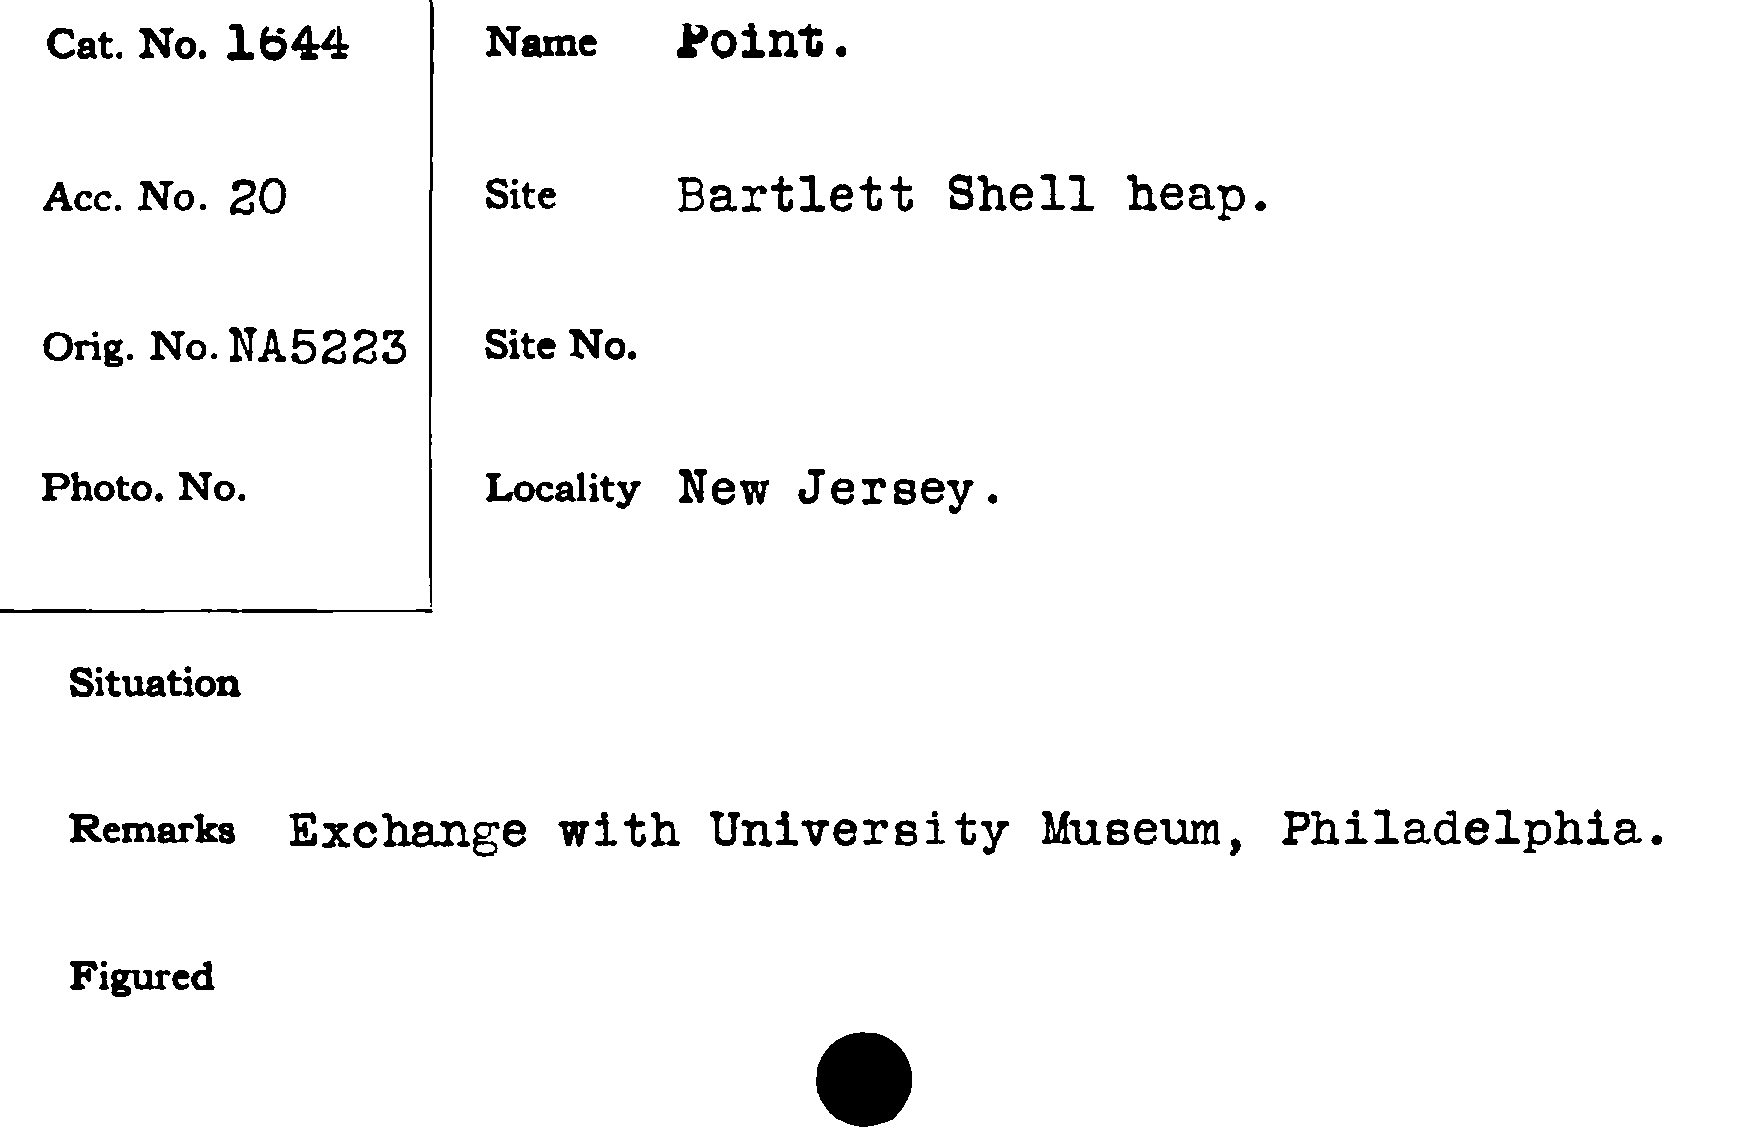 Cat. No. 1644
Name Point.
Acc. No. 20
Site Bartlett Shell heap.
Orig. No. NA5223
Site No.
Photo. No.
Locality New Jersey.
Situation
Remarks Exchange with University Museum, Philadelphia.
Figured